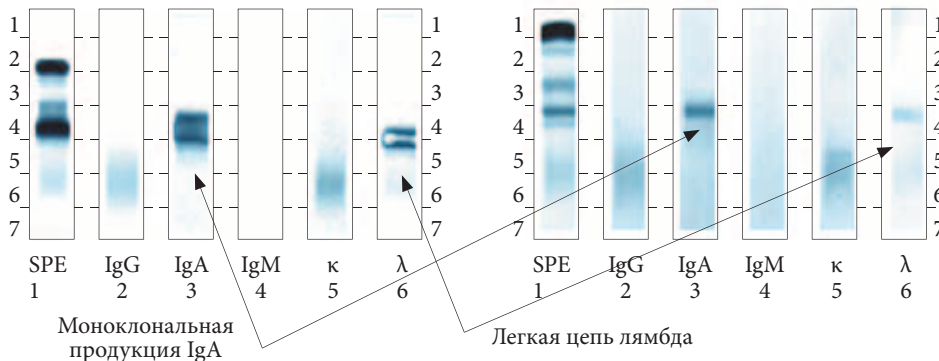 1 1 1 1
2 2 2 2
3 3 3 3
4 4 4 4
5 5 5 5
6 6 6 6
7 7 7 7
SPE IgG IgA IgM κ λ SPE IgG IgA IgM κ λ
1 2 3 4 5 6 1 2 3 4 5 6
Моноклональная
продукция IgA
Легкая цепь лямбда